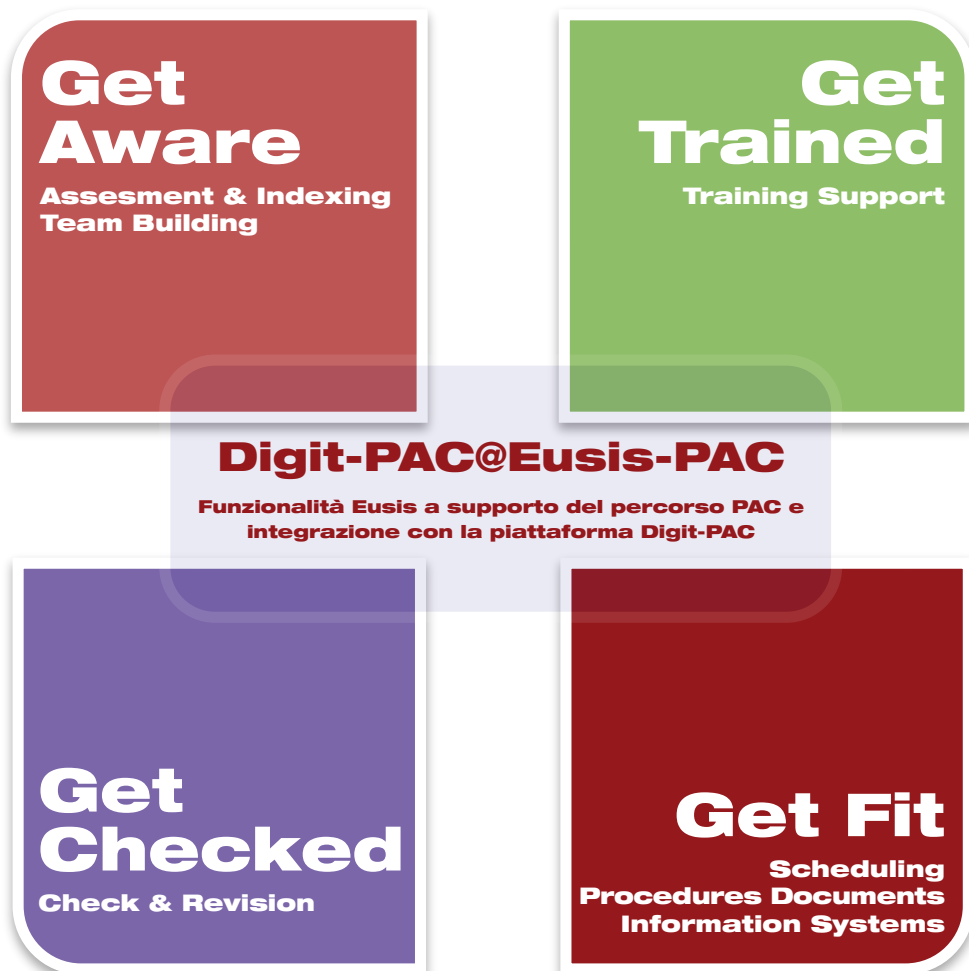 Get
Aware
Assesment & Indexing
Team Building
Get
Trained
Training Support
Digit-PAC@Eusis-PAC
Funzionalità Eusis a supporto del percorso PAC e
integrazione con la piattaforma Digit-PAC
Get
Checked
Check & Revision
Get Fit
Scheduling
Procedures Documents
Information Systems